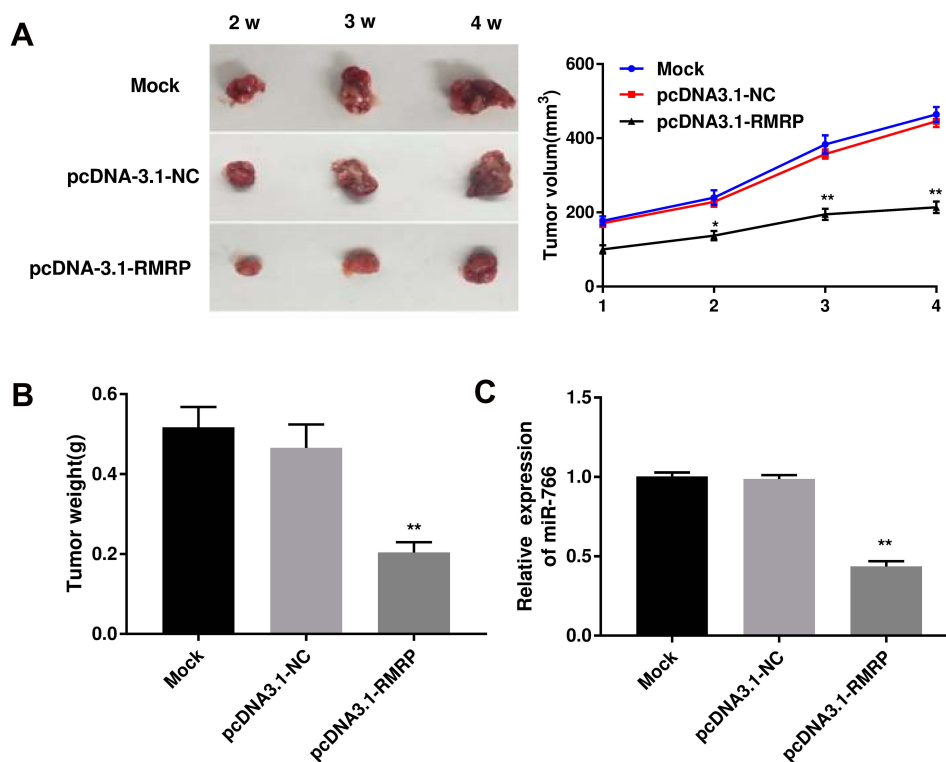 A
2 w 3 w 4 w
Mock
pcDNA-3.1-NC
pcDNA-3.1-RMRP
Tumor volum(mm3)
600
400
200
0
1 2 3 4
Mock
pcDNA3.1-NC
pcDNA3.1-RMRP
* ** **
B
Tumor weight(g)
0.6
0.4
0.2
0.0
**
Mock
pcDNA3.1-NC
pcDNA3.1-RMRP
C
Relative expression
of miR-766
1.5
1.0
0.5
0.0
**
Mock
pcDNA3.1-NC
pcDNA3.1-RMRP